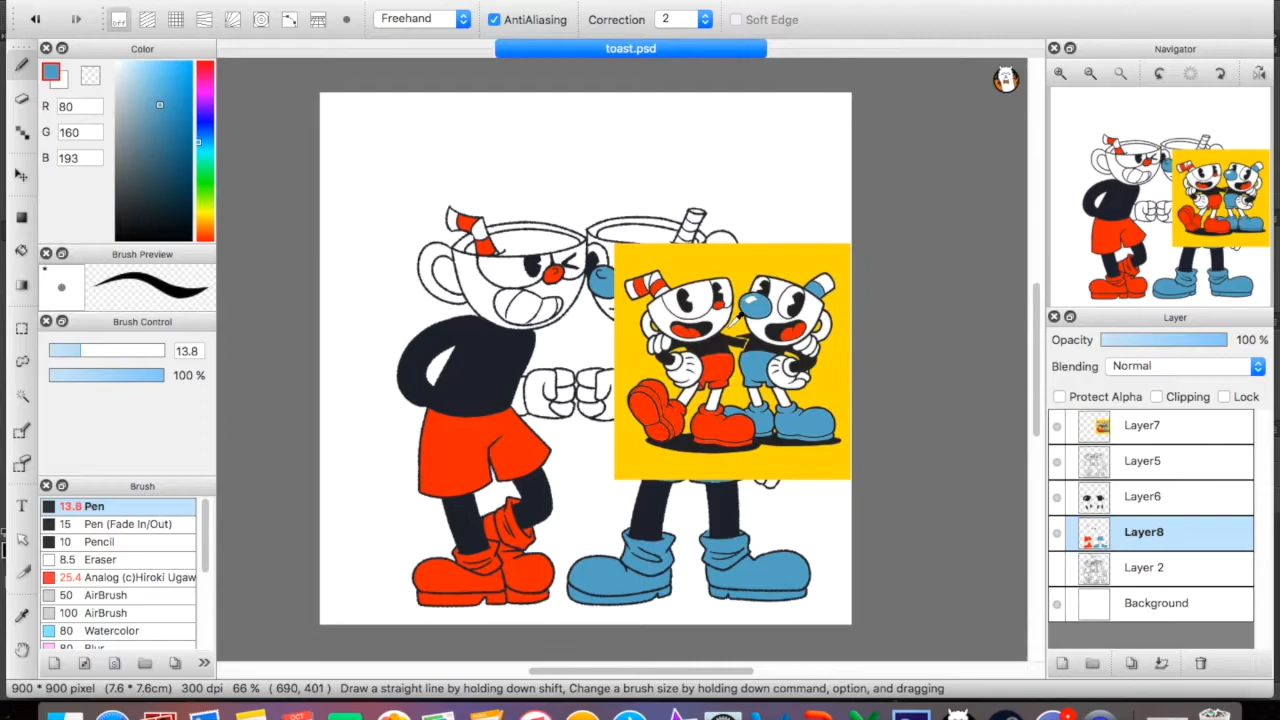 off
Freehand
AntiAliasing
Correction
2
Soft Edge
Color
toast.psd
Navigator
R 80
G 160
B 193
Brush Preview
Brush Control
13.8
100 %
Layer
Opacity 100 %
Blending Normal
Protect Alpha Clipping Lock
Layer7
Layer5
Layer6
Layer8
Layer 2
Background
Brush
13.8 Pen
15 Pen (Fade In/Out)
10 Pencil
8.5 Eraser
25.4 Analog (c)Hiroki Ugaw
50 AirBrush
100 AirBrush
80 Watercolor
80 Blur
900 * 900 pixel (7.6 * 7.6cm) 300 dpi 66 % ( 690, 401 ) Draw a straight line by holding down shift, Change a brush size by holding down command, option, and dragging
OCT